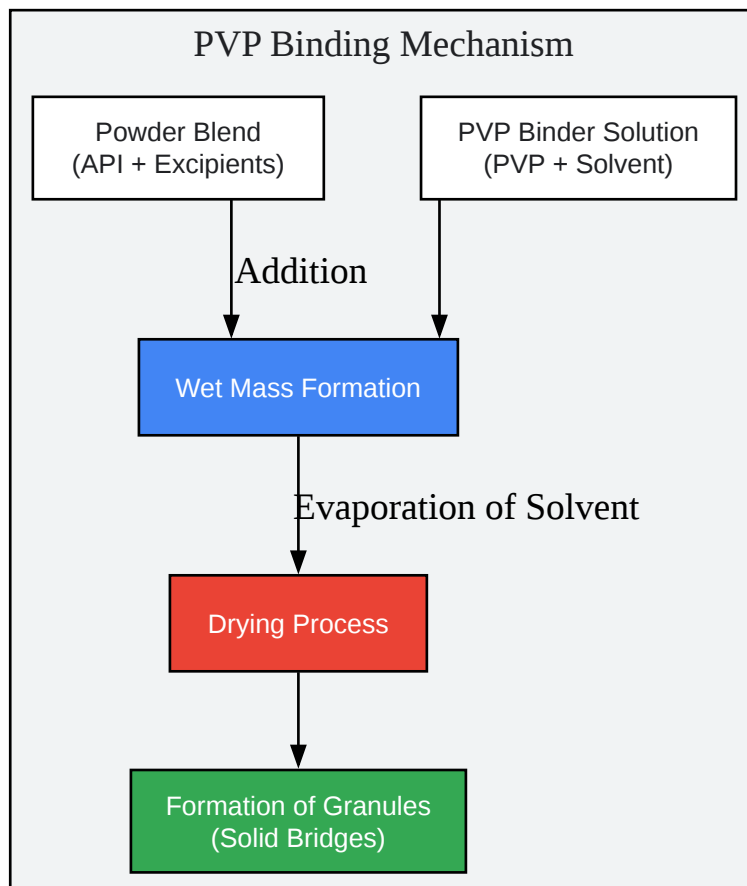 PVP Binding Mechanism
Powder Blend
(API + Excipients)
PVP Binder Solution
(PVP + Solvent)
Addition
Wet Mass Formation
Evaporation of Solvent
Drying Process
Formation of Granules
(Solid Bridges)